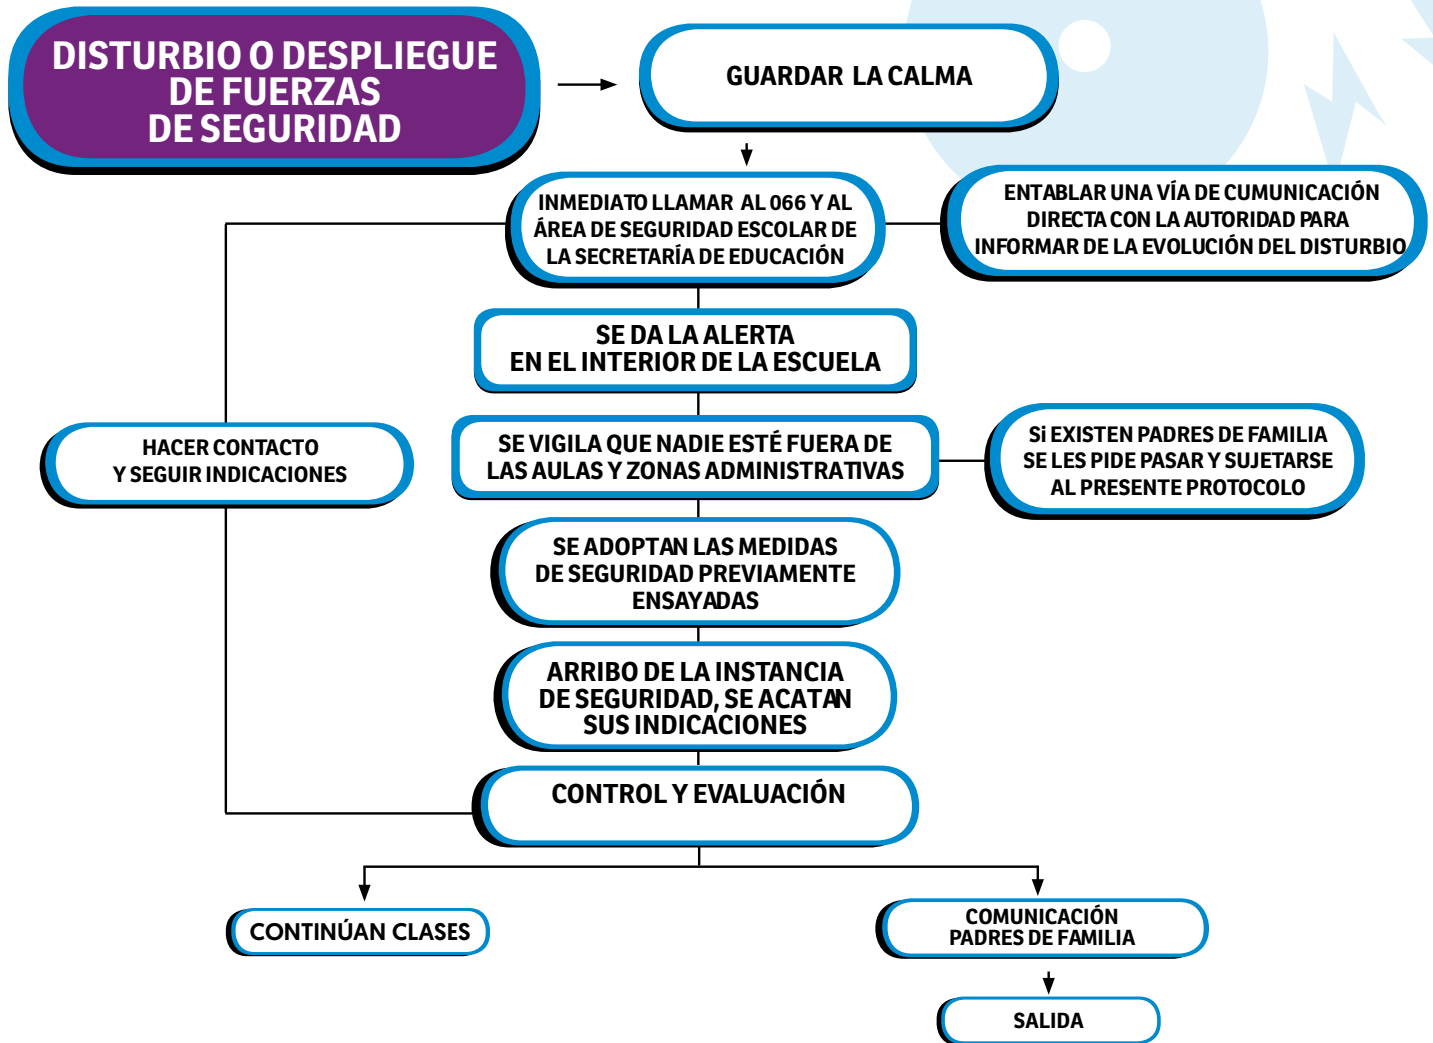 DISTURBIO O DESPLIEGUE
DE FUERZAS
DE SEGURIDAD
GUARDAR LA CALMA
INMEDIATO LLAMAR AL 066 Y AL
ÁREA DE SEGURIDAD ESCOLAR DE
LA SECRETARÍA DE EDUCACIÓN
ENTABLAR UNA VÍA DE CUMUNICACIÓN
DIRECTA CON LA AUTORIDAD PARA
INFORMAR DE LA EVOLUCIÓN DEL DISTURBIO
SE DA LA ALERTA
EN EL INTERIOR DE LA ESCUELA
HACER CONTACTO
Y SEGUIR INDICACIONES
SE VIGILA QUE NADIE ESTÉ FUERA DE
LAS AULAS Y ZONAS ADMINISTRATIVAS
Si EXISTEN PADRES DE FAMILIA
SE LES PIDE PASAR Y SUJETARSE
AL PRESENTE PROTOCOLO
SE ADOPTAN LAS MEDIDAS
DE SEGURIDAD PREVIAMENTE
ENSAYADAS
ARRIBO DE LA INSTANCIA
DE SEGURIDAD, SE ACATAN
SUS INDICACIONES
CONTROL Y EVALUACIÓN
CONTINÚAN CLASES
COMUNICACIÓN
PADRES DE FAMILIA
SALIDA